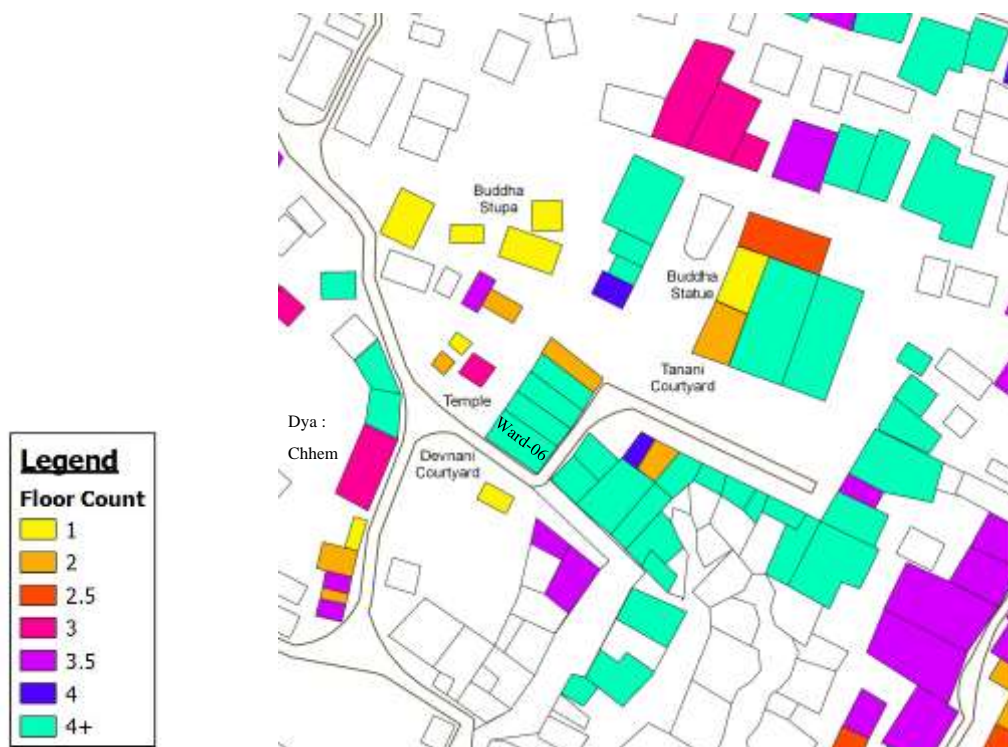 Buddha
Stupa
Buddha
Statue
Tanani
Courtyard
Temple
Ward-06
Dya :
Chhem
Devnani
Courtyard
Legend
Floor Count
1
2
2.5
3
3.5
4
4+